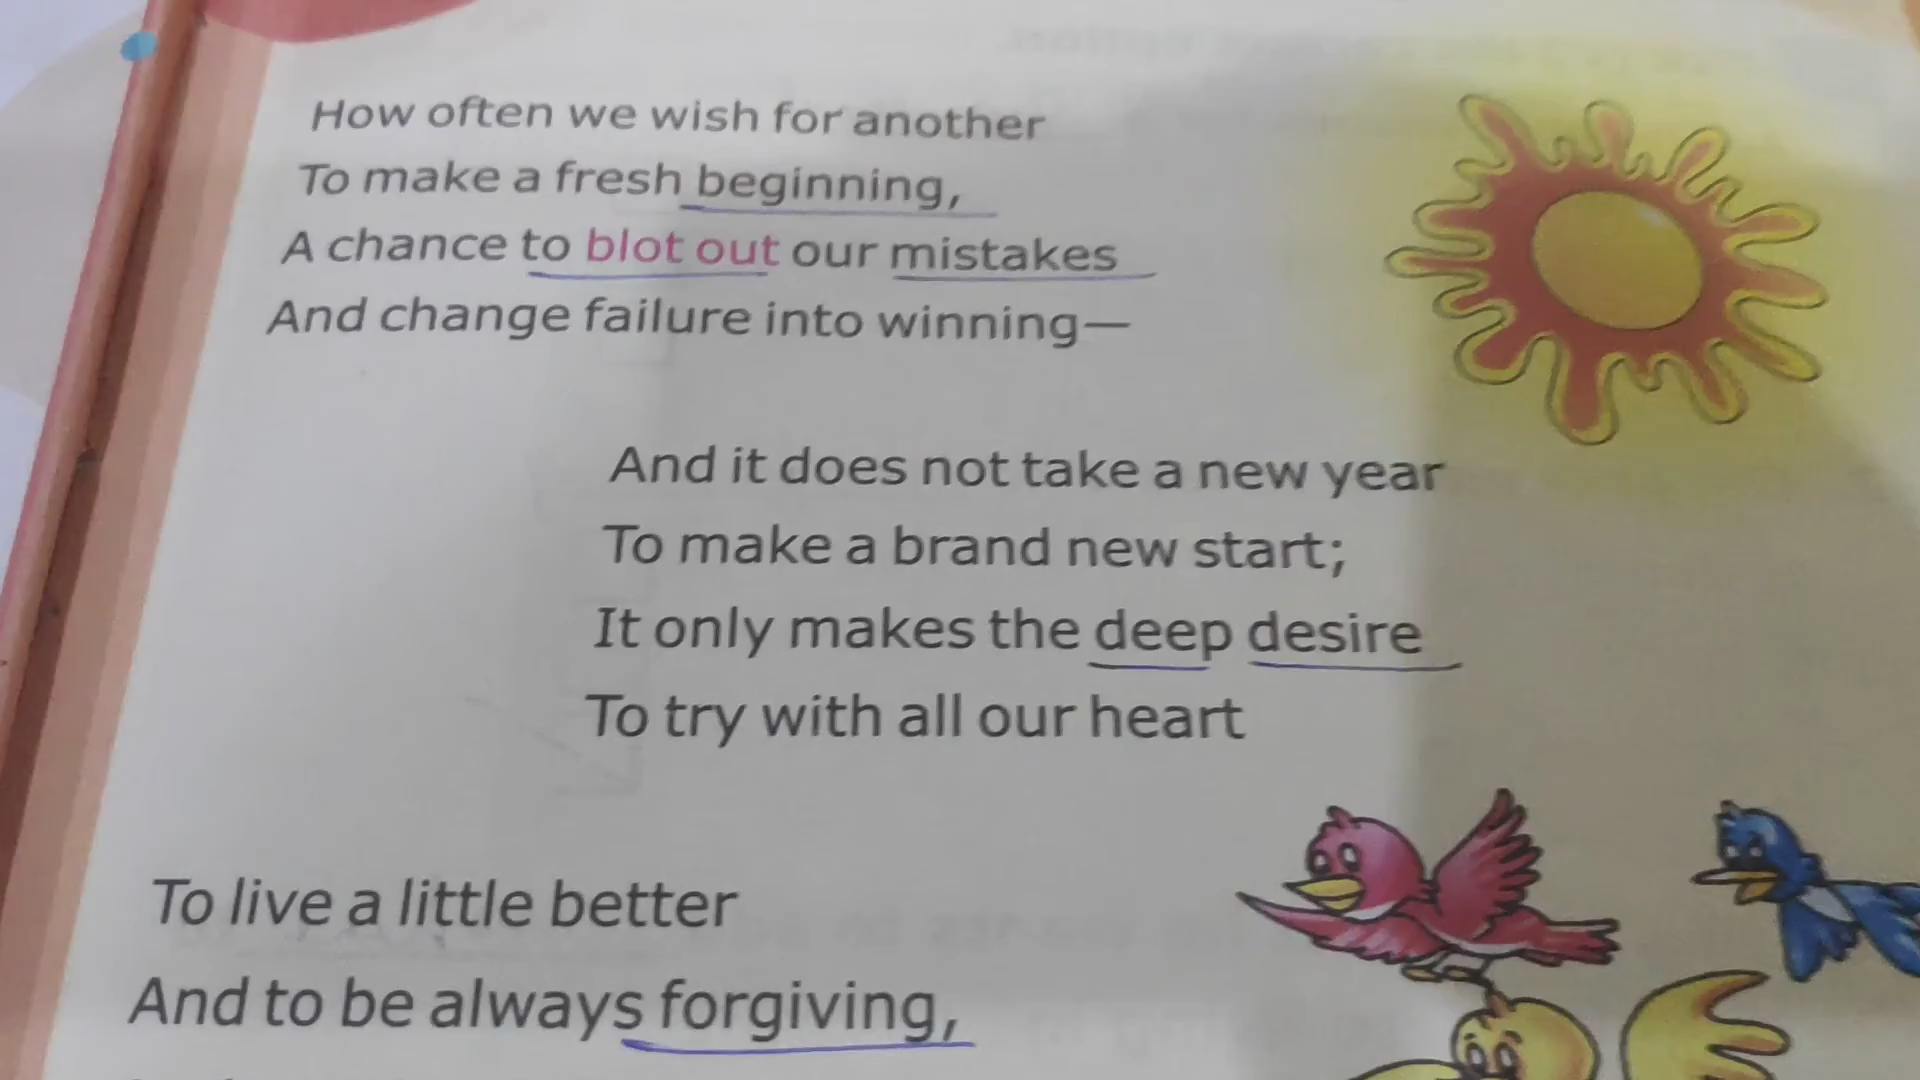 How often we wish for another
To make a fresh beginning,
A chance to blot out our mistakes
And change failure into winning—
And it does not take a new year
To make a brand new start;
It only makes the deep desire
To try with all our heart
To live a little better
And to be always forgiving,